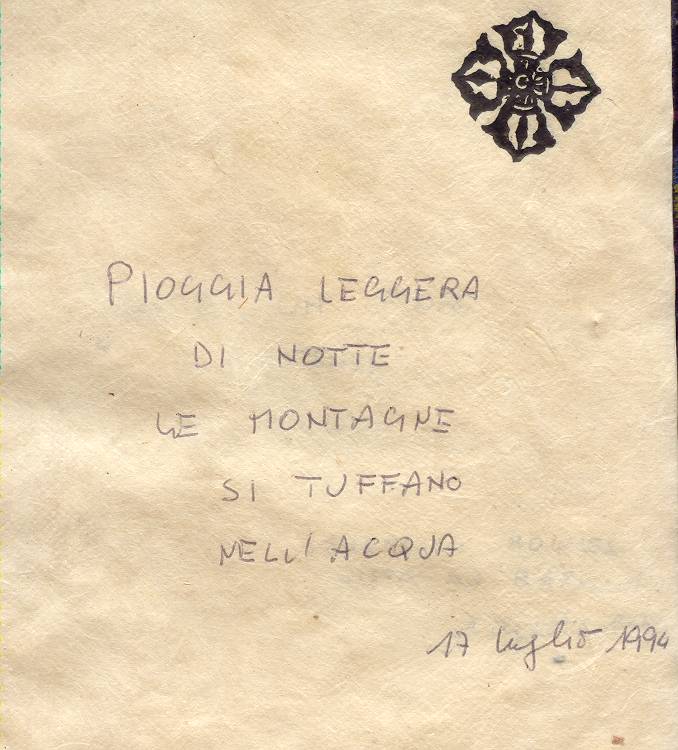 PIOGGIA LEGGERA
DI NOTTE
LE MONTAGNE
SI TUFFANO
NELL'ACQUA
17 luglio 1994